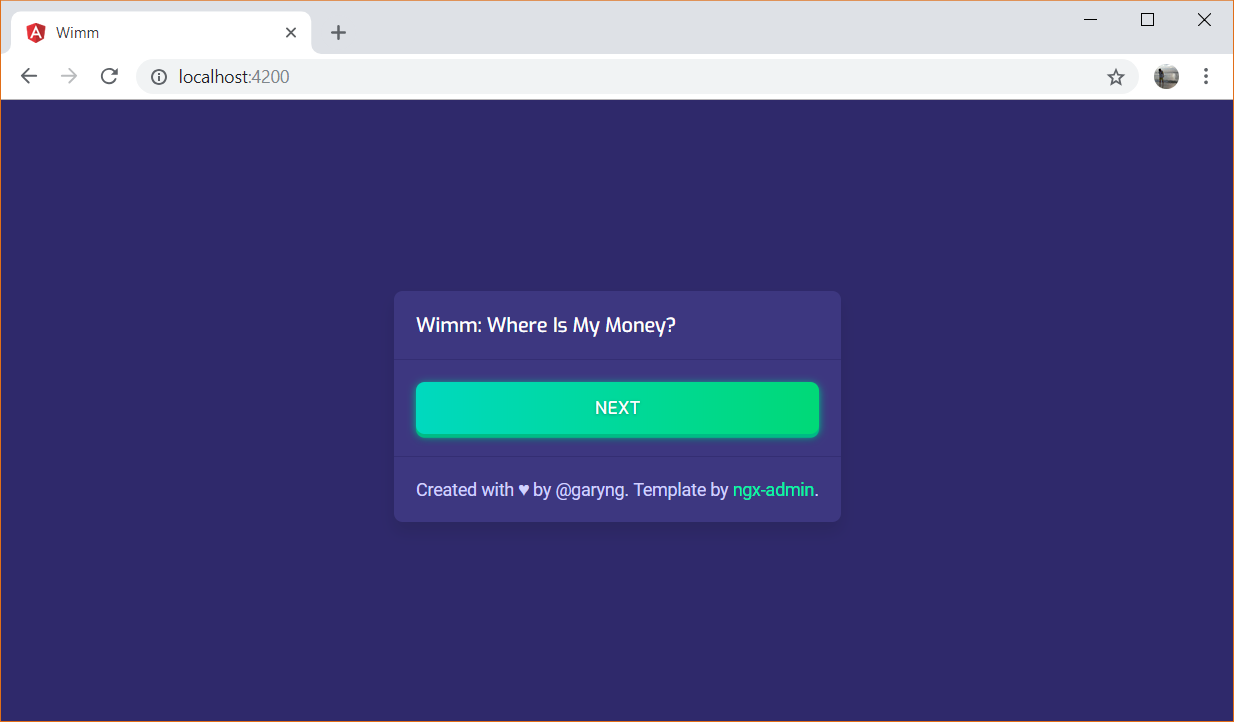 Wimm
localhost:4200
Wimm: Where Is My Money?
NEXT
Created with ♥ by @garyng. Template by ngx-admin.